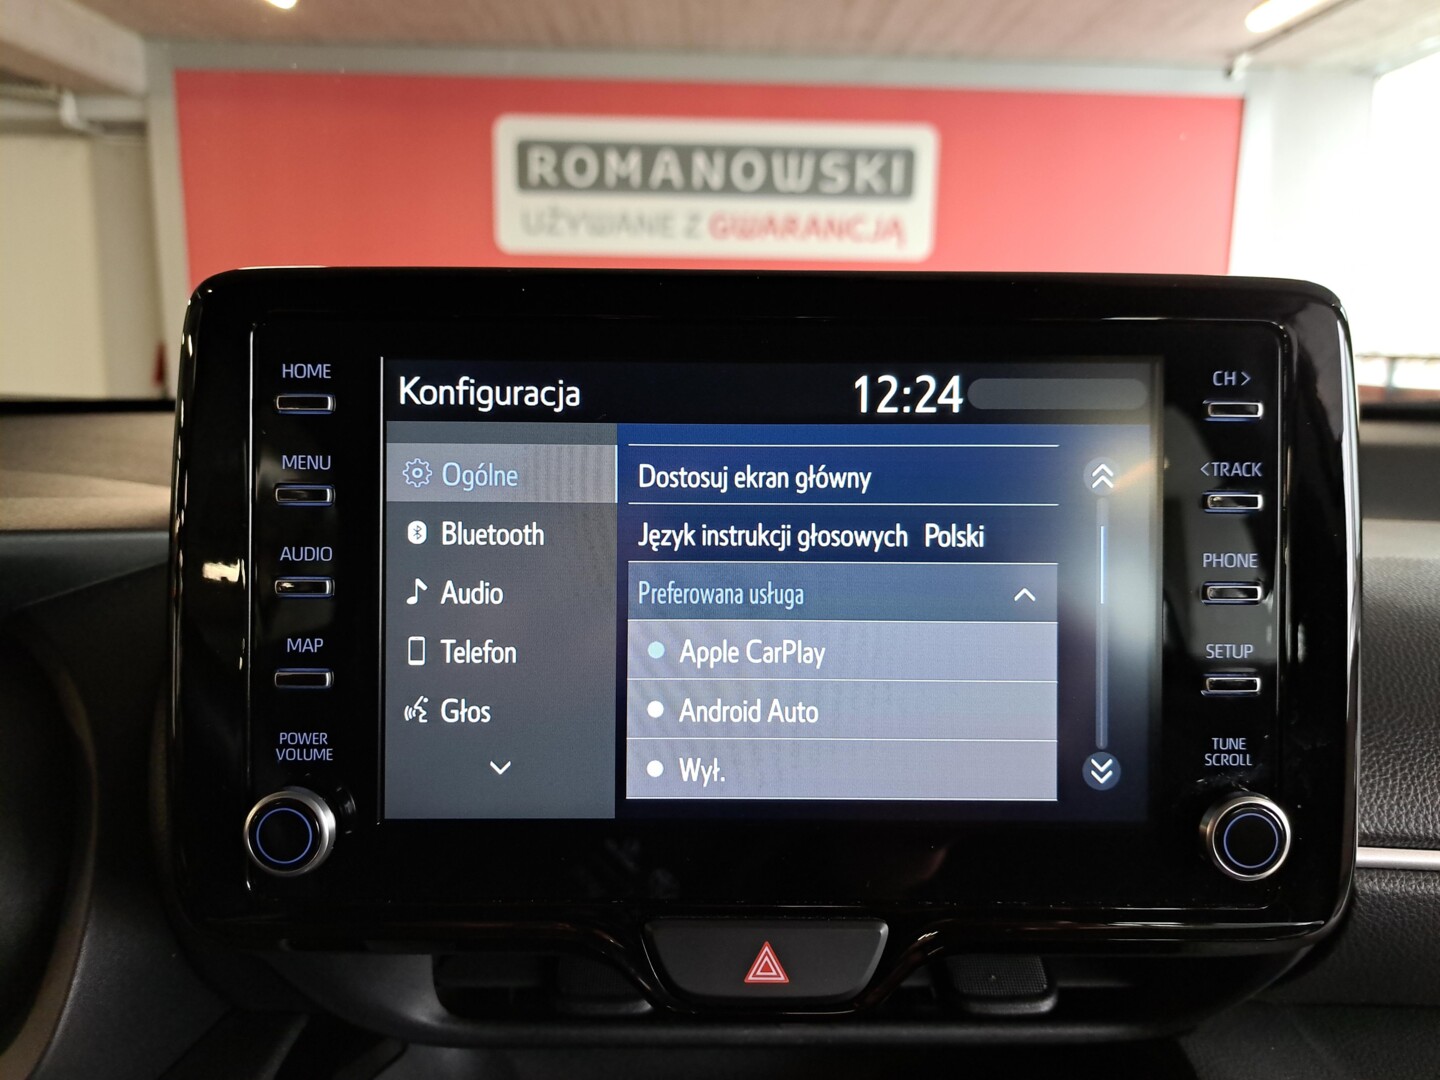 ROMANOWSKI
UŻYWANE Z GWARANCJĄ
HOME
MENU
AUDIO
MAP
POWER
VOLUME
Konfiguracja 12:24
Ogólne
Bluetooth
Audio
Telefon
Głos
Dostosuj ekran główny
Język instrukcji głosowych Polski
Preferowana usługa
Apple CarPlay
Android Auto
Wył.
CH >
< TRACK
PHONE
SETUP
TUNE
SCROLL